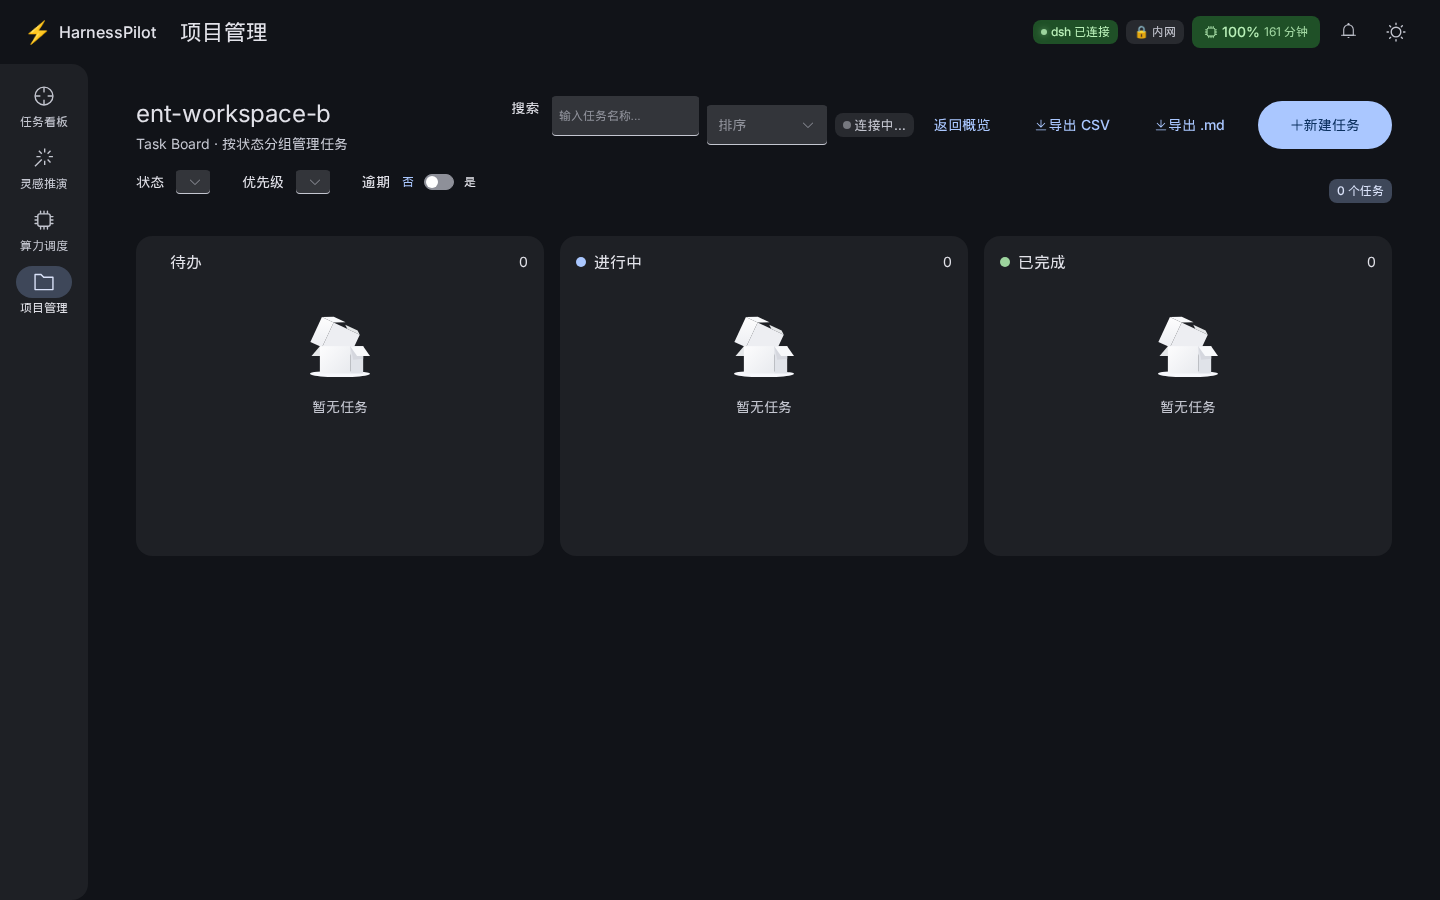 HarnessPilot 项目管理
dsh 已连接
内网
100% 161 分钟
任务看板
灵感推演
算力调度
项目管理
ent-workspace-b
Task Board · 按状态分组管理任务
搜索
输入任务名称...
排序
连接中...
返回概览
导出 CSV
导出 .md
新建任务
状态
优先级
逾期 否 是
0 个任务
待办 0
暂无任务
进行中 0
暂无任务
已完成 0
暂无任务